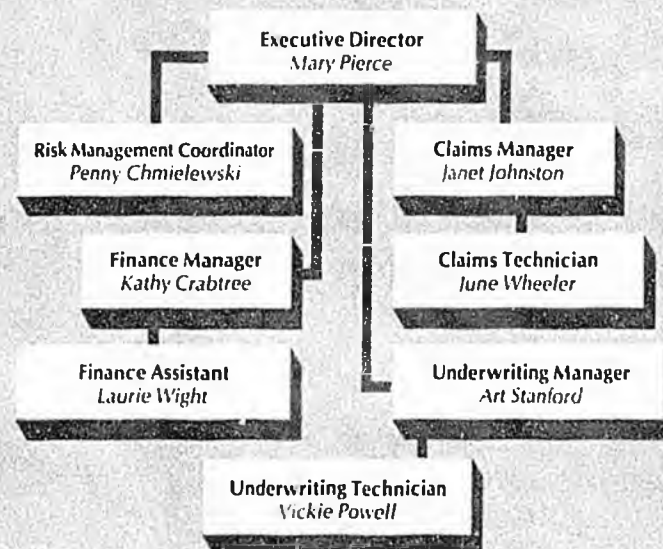 Executive Director
Mary Pierce
Risk Management Coordinator
Penny Chmielewski
Claims Manager
Janet Johnston
Finance Manager
Kathy Crabtree
Claims Technician
June Wheeler
Finance Assistant
Laurie Wight
Underwriting Manager
Art Stanford
Underwriting Technician
Vickie Powell